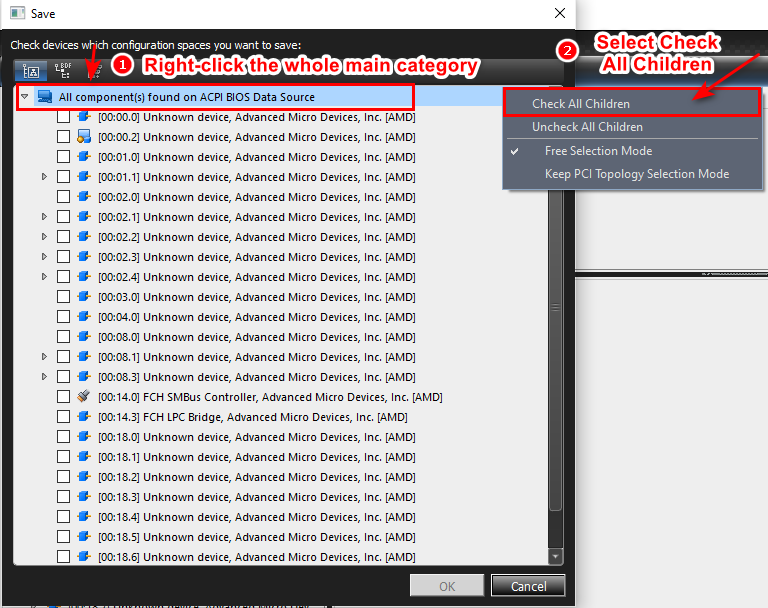 Save
Check devices which configuration spaces you want to save:
1 Right-click the whole main category
2 Select Check
All Children
BDF
All component(s) found on ACPI BIOS Data Source
Check All Children
Uncheck All Children
Free Selection Mode
Keep PCI Topology Selection Mode
[00:00.0] Unknown device, Advanced Micro Devices, Inc. [AMD]
[00:00.2] Unknown device, Advanced Micro Devices, Inc. [AMD]
[00:01.0] Unknown device, Advanced Micro Devices, Inc. [AMD]
[00:01.1] Unknown device, Advanced Micro Devices, Inc. [AMD]
[00:02.0] Unknown device, Advanced Micro Devices, Inc. [AMD]
[00:02.1] Unknown device, Advanced Micro Devices, Inc. [AMD]
[00:02.2] Unknown device, Advanced Micro Devices, Inc. [AMD]
[00:02.3] Unknown device, Advanced Micro Devices, Inc. [AMD]
[00:02.4] Unknown device, Advanced Micro Devices, Inc. [AMD]
[00:03.0] Unknown device, Advanced Micro Devices, Inc. [AMD]
[00:04.0] Unknown device, Advanced Micro Devices, Inc. [AMD]
[00:08.0] Unknown device, Advanced Micro Devices, Inc. [AMD]
[00:08.1] Unknown device, Advanced Micro Devices, Inc. [AMD]
[00:08.3] Unknown device, Advanced Micro Devices, Inc. [AMD]
[00:14.0] FCH SMBus Controller, Advanced Micro Devices, Inc. [AMD]
[00:14.3] FCH LPC Bridge, Advanced Micro Devices, Inc. [AMD]
[00:18.0] Unknown device, Advanced Micro Devices, Inc. [AMD]
[00:18.1] Unknown device, Advanced Micro Devices, Inc. [AMD]
[00:18.2] Unknown device, Advanced Micro Devices, Inc. [AMD]
[00:18.3] Unknown device, Advanced Micro Devices, Inc. [AMD]
[00:18.4] Unknown device, Advanced Micro Devices, Inc. [AMD]
[00:18.5] Unknown device, Advanced Micro Devices, Inc. [AMD]
[00:18.6] Unknown device, Advanced Micro Devices, Inc. [AMD]
OK
Cancel